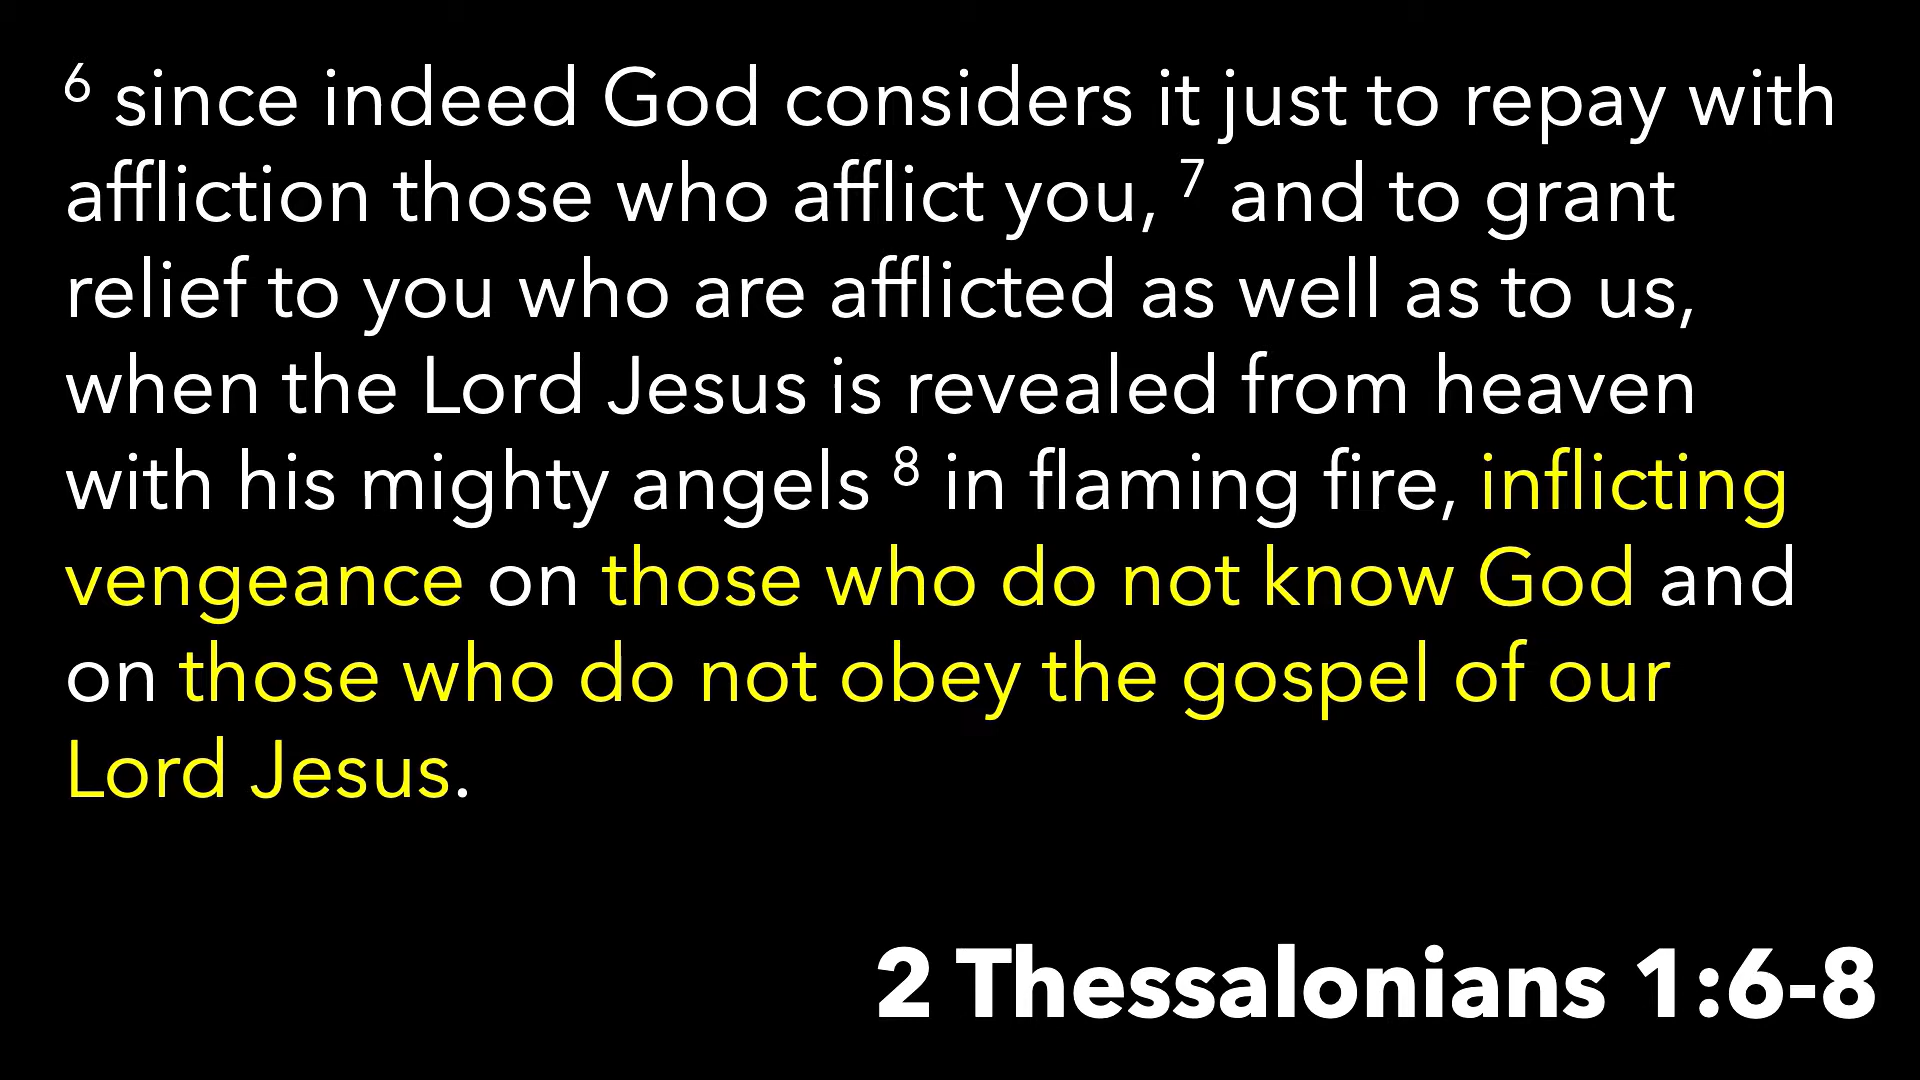 6 since indeed God considers it just to repay with
affliction those who afflict you, 7 and to grant
relief to you who are afflicted as well as to us,
when the Lord Jesus is revealed from heaven
with his mighty angels 8 in flaming fire, inflicting
vengeance on those who do not know God and
on those who do not obey the gospel of our
Lord Jesus.
2 Thessalonians 1:6-8